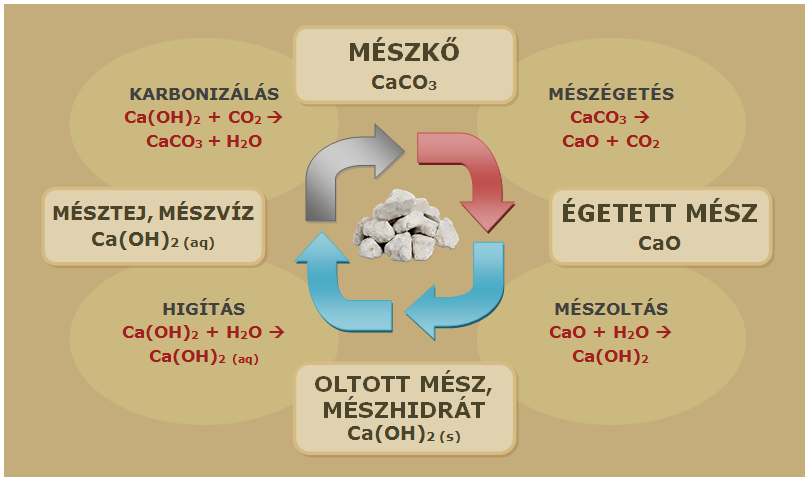 MÉSZKŐ
CaCO₃
KARBONIZÁLÁS
Ca(OH)₂ + CO₂ →
CaCO₃ + H₂O
MÉSZÉGETÉS
CaCO₃ →
CaO + CO₂
MÉSZTEJ, MÉSZVÍZ
Ca(OH)₂ (aq)
ÉGETETT MÉSZ
CaO
HIGÍTÁS
Ca(OH)₂ + H₂O →
Ca(OH)₂ (aq)
MÉSZOLTÁS
CaO + H₂O →
Ca(OH)₂
OLTOTT MÉSZ,
MÉSZHIDRÁT
Ca(OH)₂ (s)